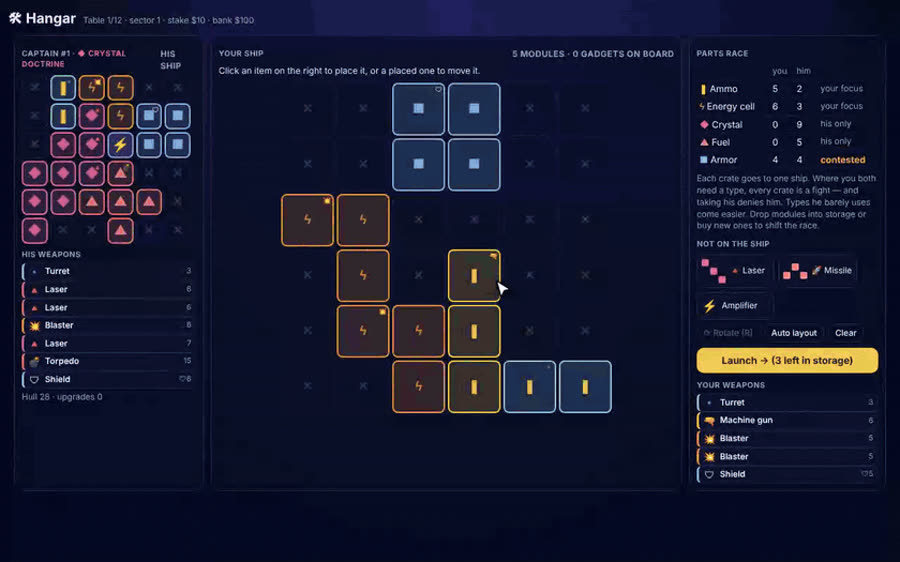 🛠 Hangar Table 1/12 · sector 1 · stake $10 · bank $100
CAPTAIN #1 · ◆ CRYSTAL DOCTRINE
HIS SHIP
HIS WEAPONS
Turret 3
Laser 6
Laser 6
Blaster 8
Laser 7
Torpedo 15
Shield 🛡8
Hull 28 · upgrades 0
YOUR SHIP
5 MODULES · 0 GADGETS ON BOARD
Click an item on the right to place it, or a placed one to move it.
PARTS RACE
you him
Ammo 5 2 your focus
Energy cell 6 3 your focus
Crystal 0 9 his only
Fuel 0 5 his only
Armor 4 4 contested
Each crate goes to one ship. Where you both
need a type, every crate is a fight — and
taking his denies him. Types he barely uses
come easier. Drop modules into storage or
buy new ones to shift the race.
NOT ON THE SHIP
Laser
Missile
Amplifier
⟳ Rotate (R)
Auto layout
Clear
Launch → (3 left in storage)
YOUR WEAPONS
Turret 3
Machine gun 6
Blaster 5
Blaster 5
Shield 🛡5